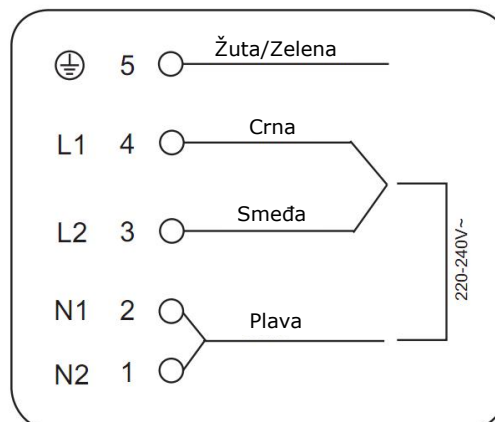 5 Žuta/Zelena
L1 4 Crna
L2 3 Smeđa
220-240V~
N1 2
Plava
N2 1